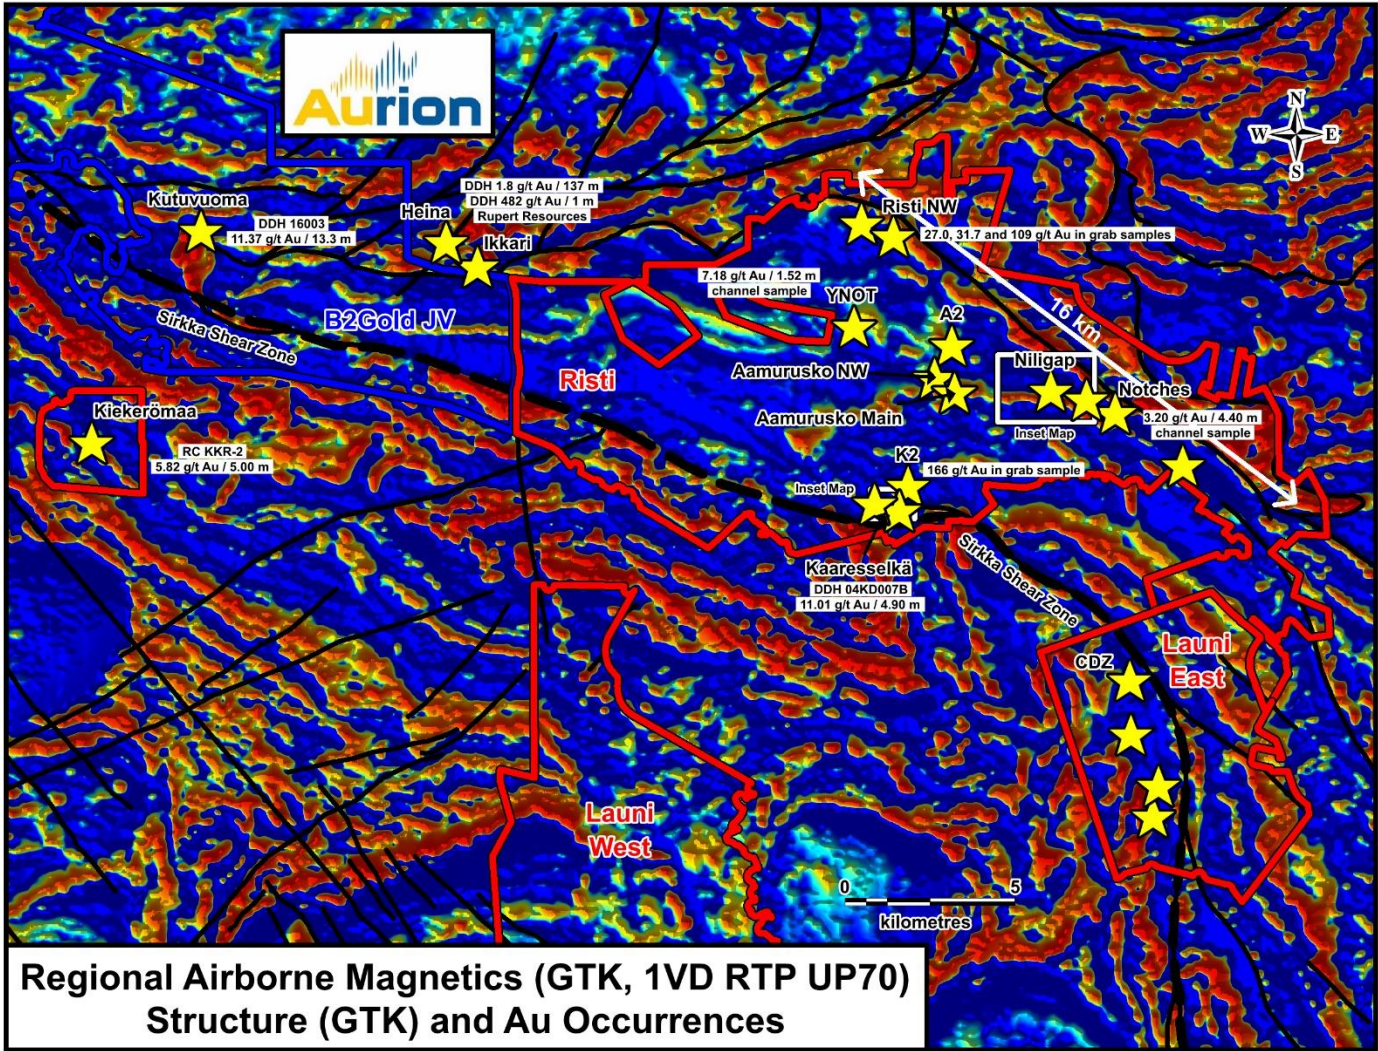 Aurion
N
W E
S
Kutuvuoma
DDH 16003
11.37 g/t Au / 13.3 m
Heina
DDH 1.8 g/t Au / 137 m
DDH 482 g/t Au / 1 m
Rupert Resources
Ikkari
Risti NW
27.0, 31.7 and 109 g/t Au in grab samples
7.18 g/t Au / 1.52 m
channel sample
YNOT
A2
16 km
Sirkka Shear Zone
B2Gold JV
Risti
Aamurusko NW
Niligap
Notches
Aamurusko Main
3.20 g/t Au / 4.40 m
channel sample
Inset Map
Kiekerömaa
RC KKR-2
5.82 g/t Au / 5.00 m
K2
166 g/t Au in grab sample
Inset Map
Kaaresselkä
DDH 04KD007B
11.01 g/t Au / 4.90 m
Sirkka Shear Zone
Launi
East
CDZ
Launi
West
0 5
kilometres
Regional Airborne Magnetics (GTK, 1VD RTP UP70)
Structure (GTK) and Au Occurrences